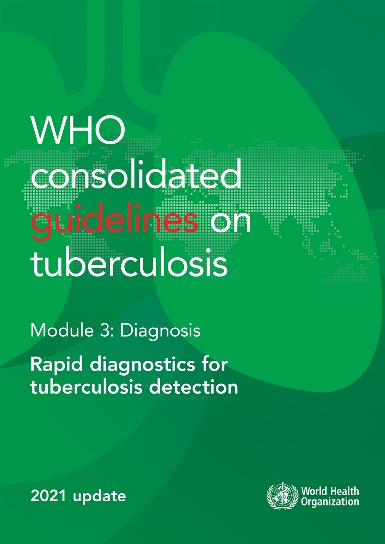 WHO
consolidated
guidelines on
tuberculosis
Module 3: Diagnosis
Rapid diagnostics for
tuberculosis detection
2021 update
World Health
Organization